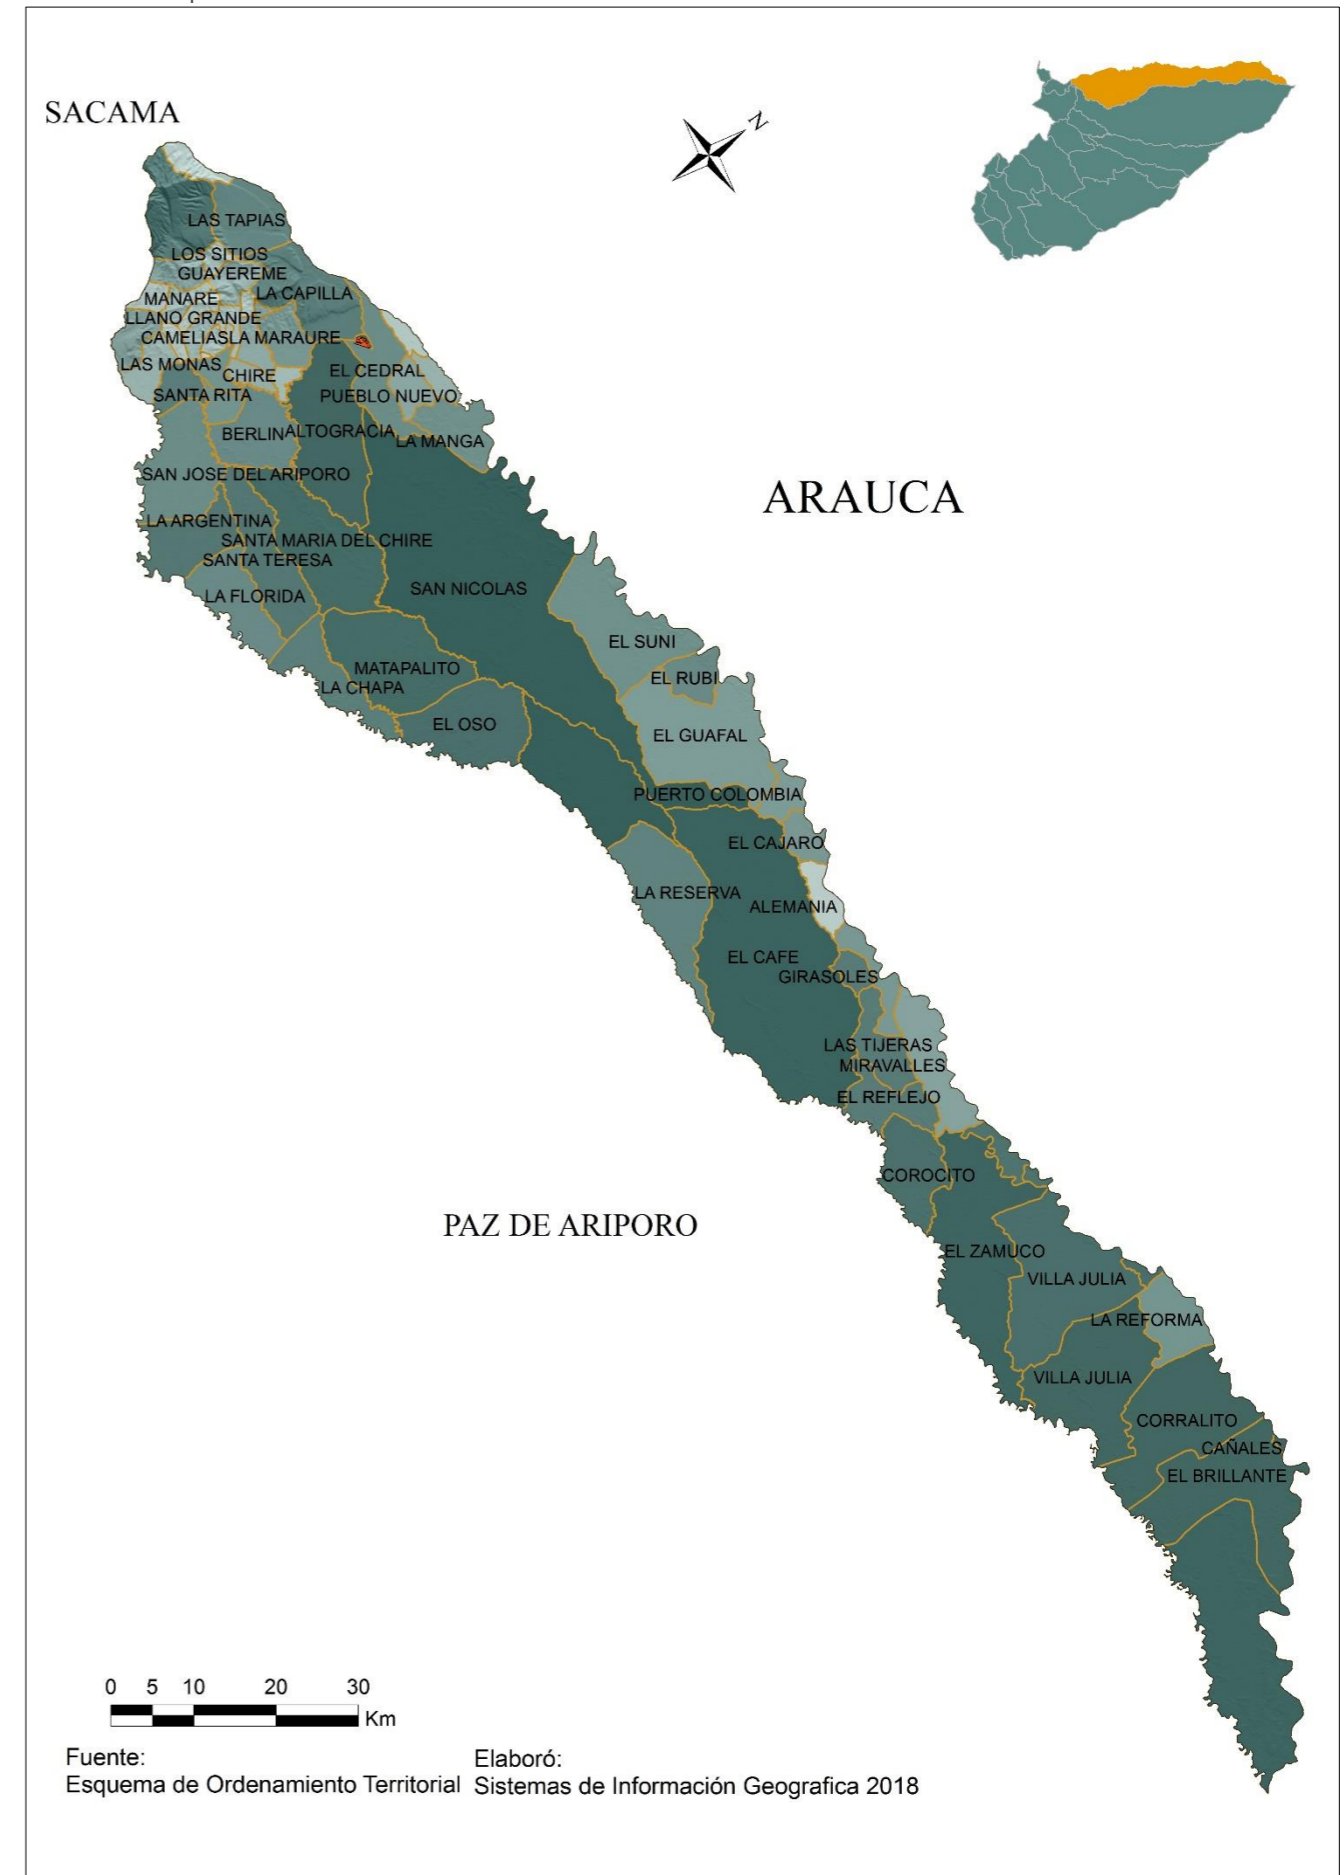 N
SACAMA
LAS TAPIAS
LOS SITIOS
GUAYEREME
LA CAPILLA
MANARE
LLANO GRANDE
CAMELIASLA MARAURE
LAS MONAS
EL CEDRAL
CHIRE
SANTA RITA
PUEBLO NUEVO
BERLINALTOGRACIA
LA MANGA
SAN JOSE DEL ARIPORO
ARAUCA
LA ARGENTINA
SANTA MARIA DEL CHIRE
SANTA TERESA
SAN NICOLAS
LA FLORIDA
EL SUNI
MATAPALITO
EL RUBI
LA CHAPA
EL OSO
EL GUAFAL
PUERTO COLOMBIA
EL CAJARO
LA RESERVA
ALEMANIA
EL CAFE
GIRASOLES
LAS TIJERAS
MIRAVALLES
EL REFLEJO
COROCITO
PAZ DE ARIPORO
EL ZAMUCO
VILLA JULIA
LA REFORMA
VILLA JULIA
CORRALITO
CAÑALES
EL BRILLANTE
0 5 10 20 30
Km
Fuente:
Esquema de Ordenamiento Territorial
Elaboró:
Sistemas de Información Geografica 2018